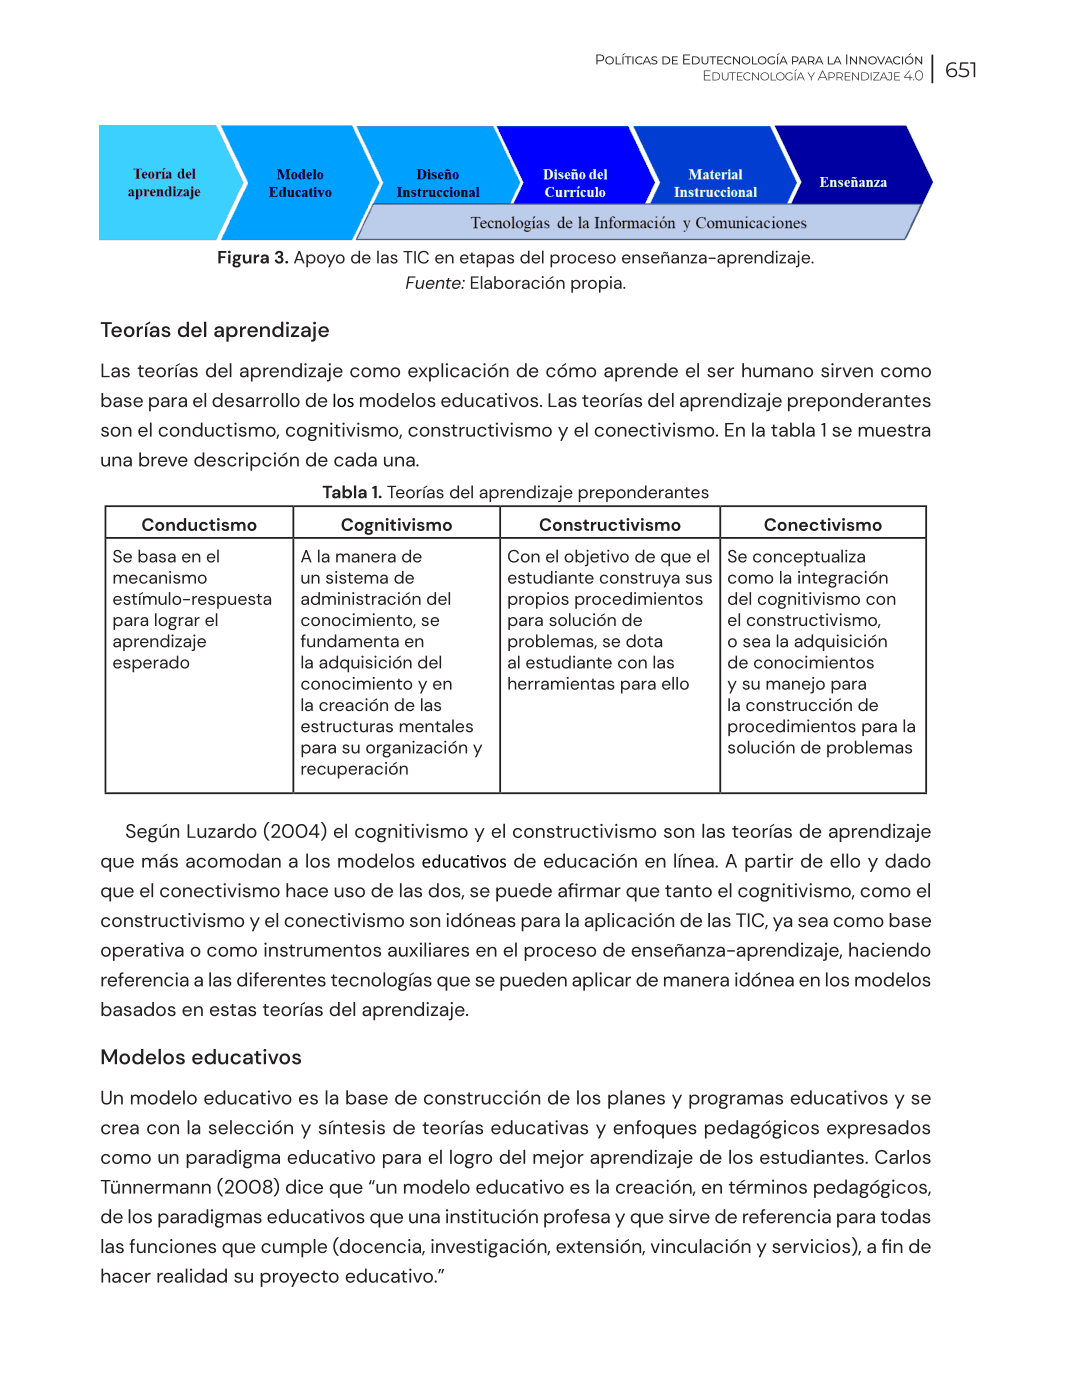 Políticas de Edutecnología para la Innovación
Edutecnología y Aprendizaje 4.0
651
Teoría del
aprendizaje
Modelo
Educativo
Diseño
Instruccional
Diseño del
Currículo
Material
Instruccional
Enseñanza
Tecnologías de la Información y Comunicaciones
Figura 3. Apoyo de las TIC en etapas del proceso enseñanza-aprendizaje.
Fuente: Elaboración propia.
Teorías del aprendizaje
Las teorías del aprendizaje como explicación de cómo aprende el ser humano sirven como
base para el desarrollo de los modelos educativos. Las teorías del aprendizaje preponderantes
son el conductismo, cognitivismo, constructivismo y el conectivismo. En la tabla 1 se muestra
una breve descripción de cada una.
Tabla 1. Teorías del aprendizaje preponderantes
Conductismo
Cognitivismo
Constructivismo
Conectivismo
Se basa en el
mecanismo
estímulo-respuesta
para lograr el
aprendizaje
esperado
A la manera de
un sistema de
administración del
conocimiento, se
fundamenta en
la adquisición del
conocimiento y en
la creación de las
estructuras mentales
para su organización y
recuperación
Con el objetivo de que el
estudiante construya sus
propios procedimientos
para solución de
problemas, se dota
al estudiante con las
herramientas para ello
Se conceptualiza
como la integración
del cognitivismo con
el constructivismo,
o sea la adquisición
de conocimientos
y su manejo para
la construcción de
procedimientos para la
solución de problemas
Según Luzardo (2004) el cognitivismo y el constructivismo son las teorías de aprendizaje
que más acomodan a los modelos educativos de educación en línea. A partir de ello y dado
que el conectivismo hace uso de las dos, se puede afirmar que tanto el cognitivismo, como el
constructivismo y el conectivismo son idóneas para la aplicación de las TIC, ya sea como base
operativa o como instrumentos auxiliares en el proceso de enseñanza-aprendizaje, haciendo
referencia a las diferentes tecnologías que se pueden aplicar de manera idónea en los modelos
basados en estas teorías del aprendizaje.
Modelos educativos
Un modelo educativo es la base de construcción de los planes y programas educativos y se
crea con la selección y síntesis de teorías educativas y enfoques pedagógicos expresados
como un paradigma educativo para el logro del mejor aprendizaje de los estudiantes. Carlos
Tünnermann (2008) dice que “un modelo educativo es la creación, en términos pedagógicos,
de los paradigmas educativos que una institución profesa y que sirve de referencia para todas
las funciones que cumple (docencia, investigación, extensión, vinculación y servicios), a fin de
hacer realidad su proyecto educativo.”